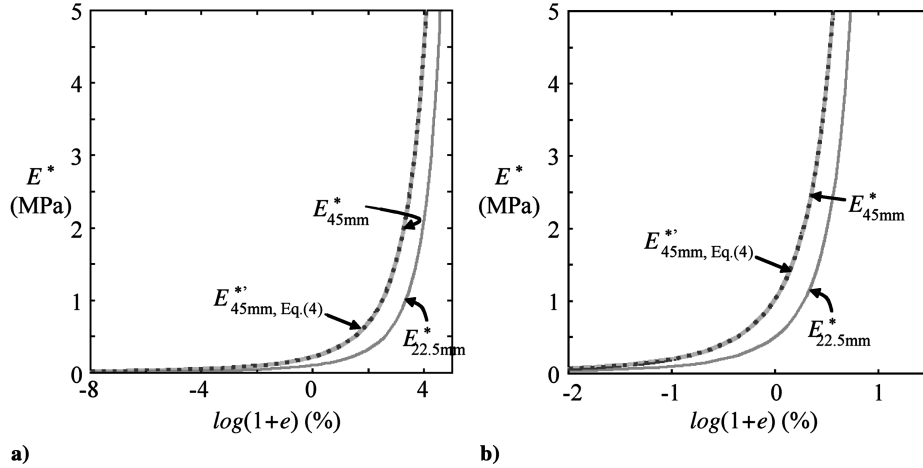 5
4
3
E*
(MPa)
2
1
0
E*45mm
E*'45mm, Eq.(4)
E*22.5mm
-8 -4 0 4
log(1+e) (%)
a)
5
4
3
E*
(MPa)
2
1
0
E*45mm
E*'45mm, Eq.(4)
E*22.5mm
-2 -1 0 1
log(1+e) (%)
b)